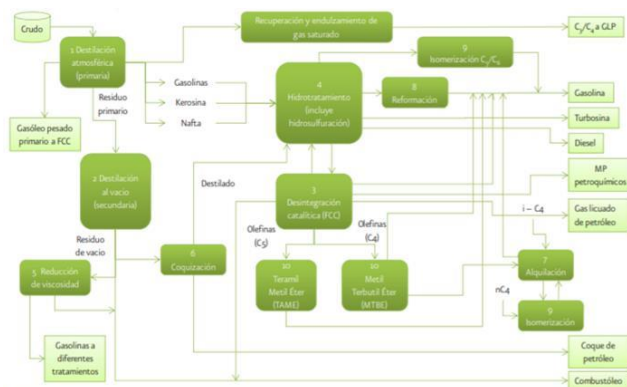 Crudo
1 Destilación
atmosférica
(primaria)
Recuperación y endulzamiento de
gas saturado
C3/C4 a GLP
9
Isomerización C5/C6
4
Hidrotratamiento
(incluye
hidrosulfuración)
8
Reformación
Gasolina
Gasolinas
Kerosina
Nafta
Residuo
primario
Turbosina
Diesel
Gasóleo pesado
primario a FCC
2 Destilación
al vacio
(secundaria)
Destilado
3
Desintegración
catalítica (FCC)
MP
petroquímicos
Gas licuado
de petróleo
i – C4
Olefinas
(C5)
Olefinas
(C4)
Residuo
de vacio
6
Coquización
7
Alquilación
5 Reducción
de viscosidad
10
Teramil
Metil Éter
(TAME)
10
Metil
Terbutil Éter
(MTBE)
nC4
9
Isomerización
Gasolinas a
diferentes
tratamientos
Coque de
petróleo
Combustóleo